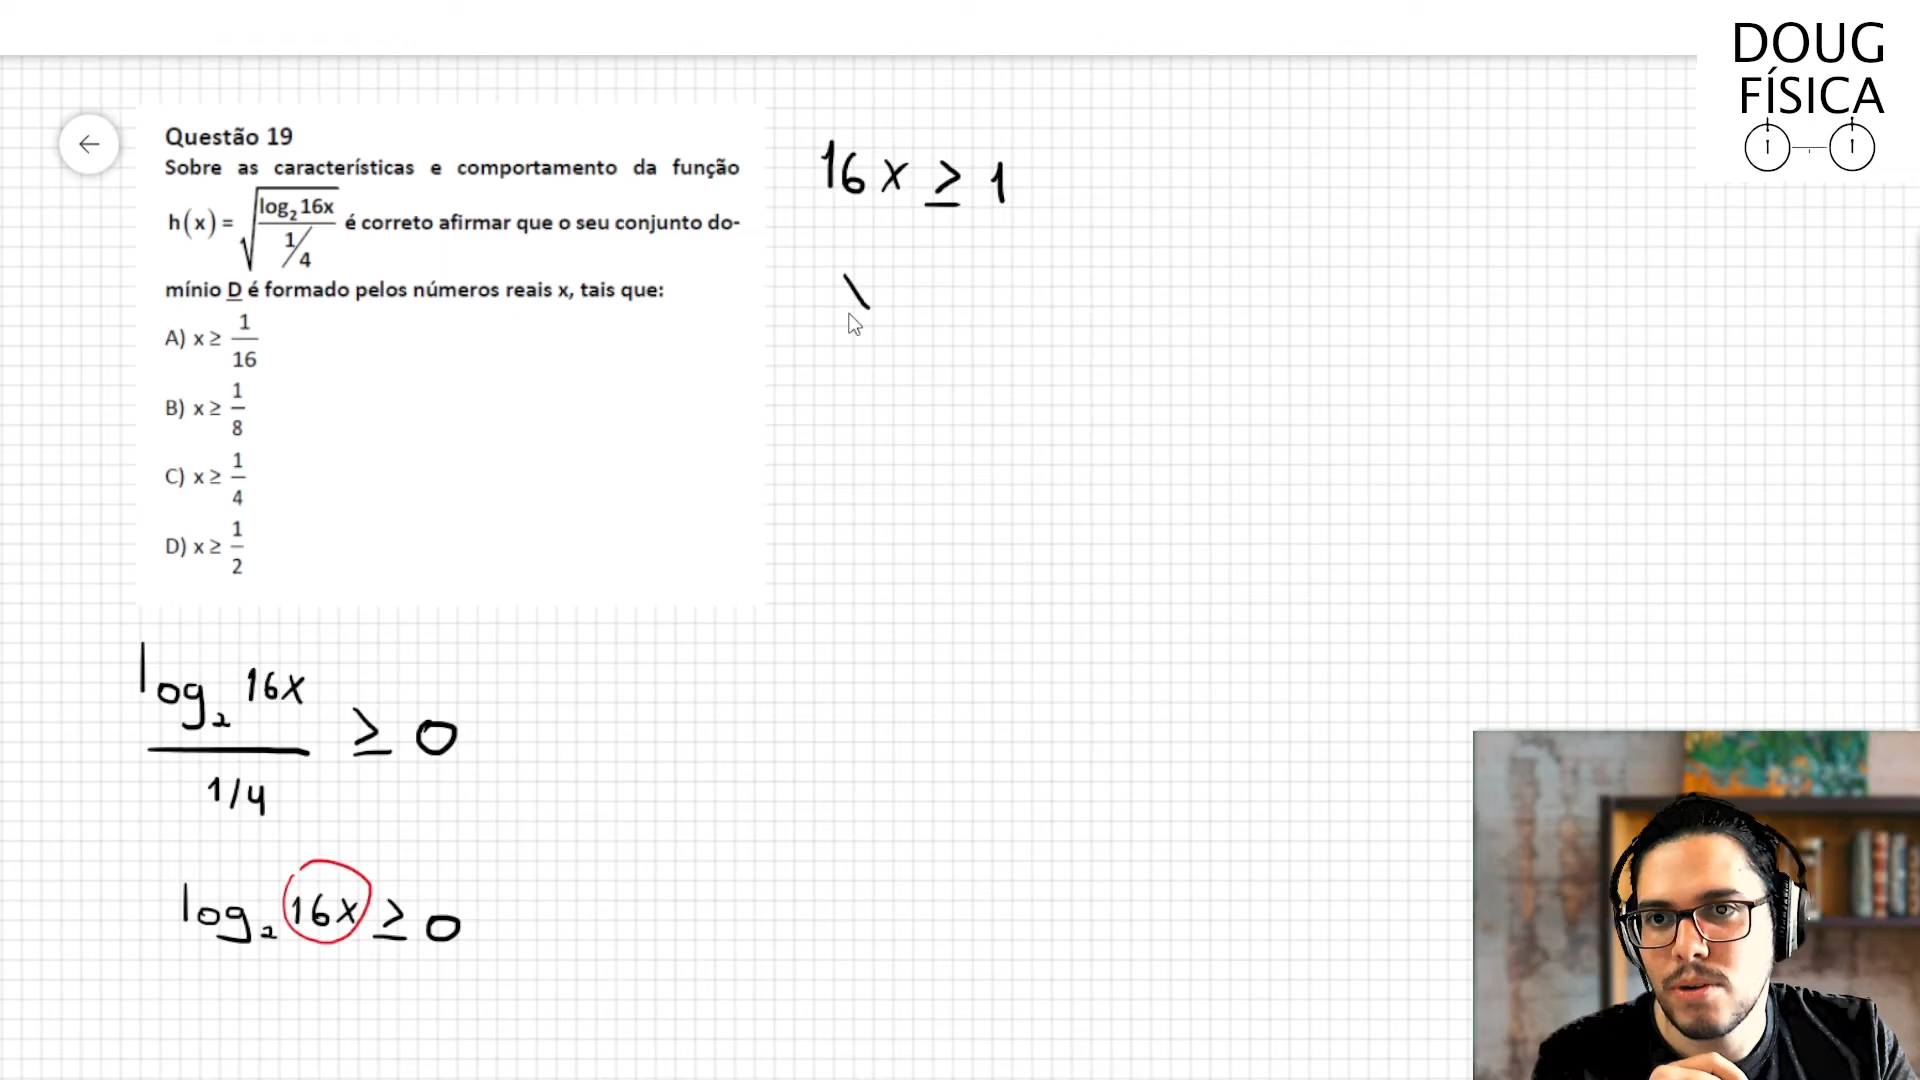 DOUG
FÍSICA
Questão 19
Sobre as características e comportamento da função
h(x) = √((log₂16x)/(1/4)) é correto afirmar que o seu conjunto do-
mínio D é formado pelos números reais x, tais que:
A) x ≥ 1/16
B) x ≥ 1/8
C) x ≥ 1/4
D) x ≥ 1/2
16x ≥ 1
log₂ 16x / 1/4 ≥ 0
log₂ 16x ≥ 0